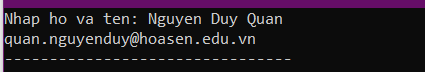 Nhap ho va ten: Nguyen Duy Quan
quan.nguyenduy@hoasen.edu.vn
--------------------------------